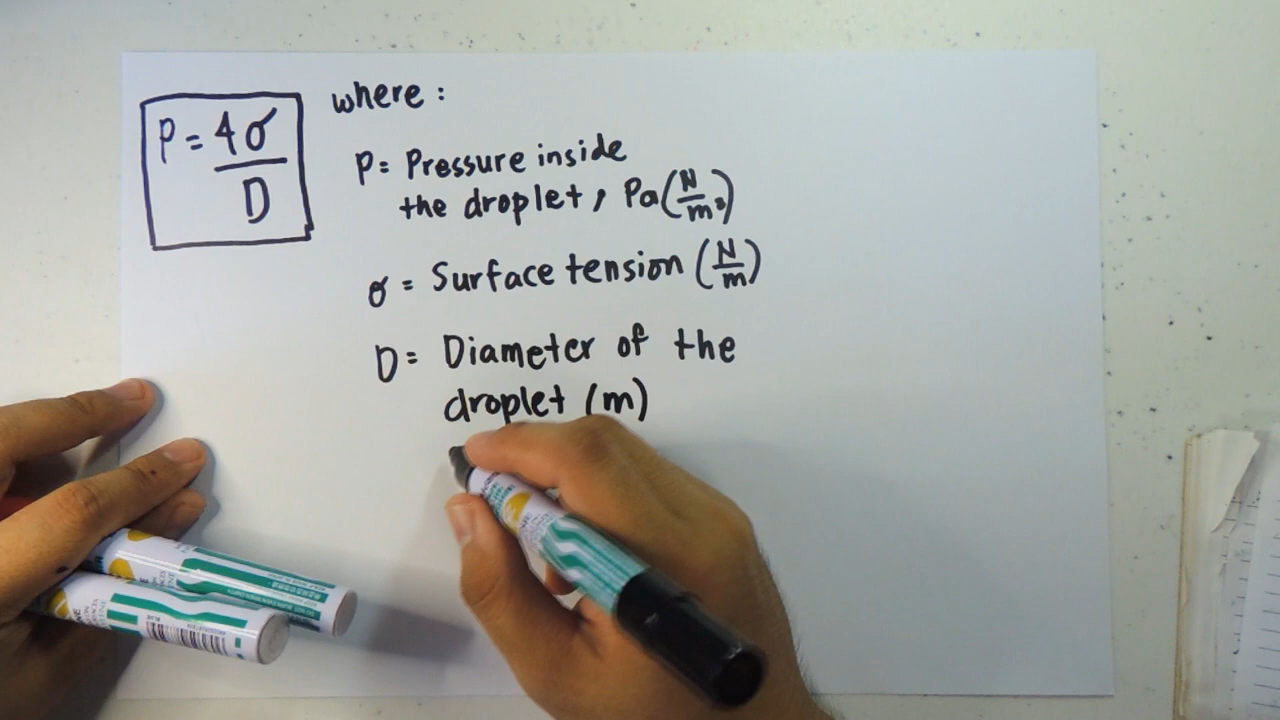 P = 4σ/D
where :
P = Pressure inside
the droplet, Pa (N/m²)
σ = Surface tension (N/m)
D = Diameter of the
droplet (m)